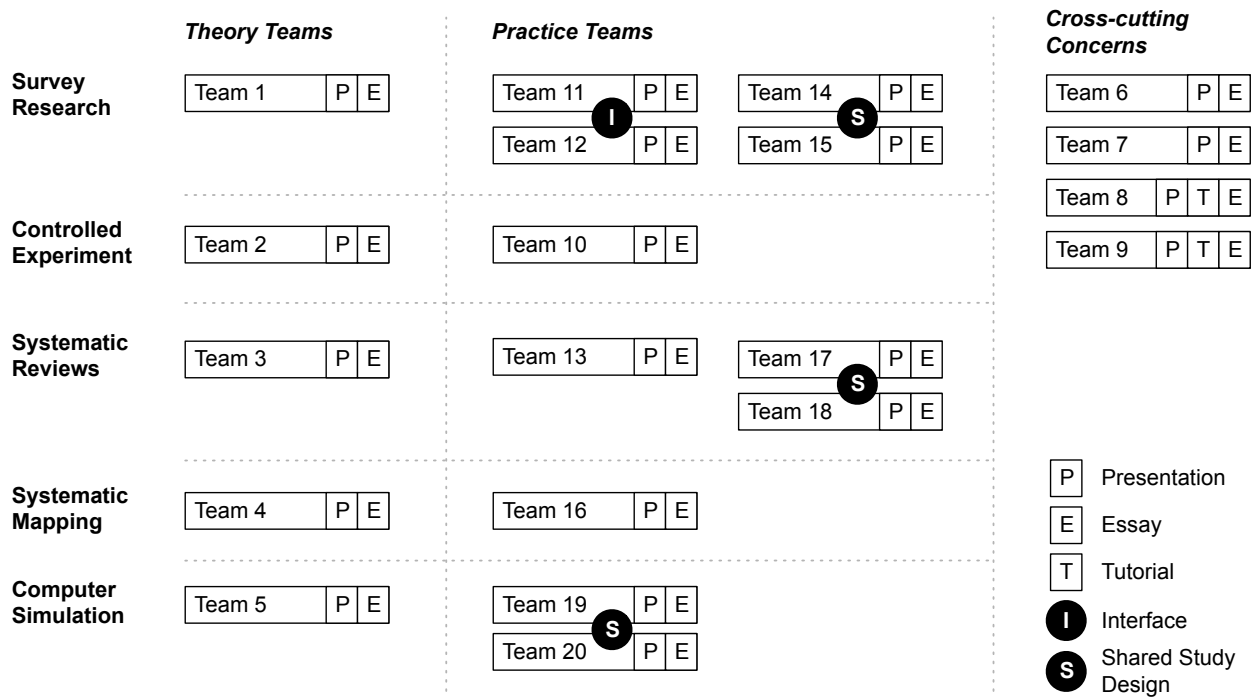 Theory Teams
Practice Teams
Cross-cutting
Concerns
Survey
Research
Team 1 P E
Team 11 P E
I
Team 12 P E
Team 14 P E
S
Team 15 P E
Team 6 P E
Team 7 P E
Team 8 P T E
Team 9 P T E
Controlled
Experiment
Team 2 P E
Team 10 P E
Systematic
Reviews
Team 3 P E
Team 13 P E
Team 17 P E
S
Team 18 P E
Systematic
Mapping
Team 4 P E
Team 16 P E
Computer
Simulation
Team 5 P E
Team 19 P E
S
Team 20 P E
P Presentation
E Essay
T Tutorial
I Interface
S Shared Study
Design